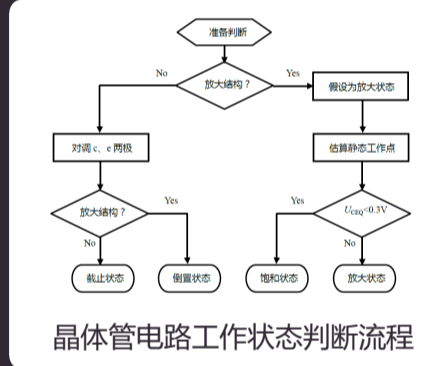 准备判断
No
放大结构？
Yes
假设为放大状态
对调 c、e 两极
估算静态工作点
放大结构？
Yes
No
Yes
U_CEQ<0.3V
No
截止状态
倒置状态
饱和状态
放大状态
晶体管电路工作状态判断流程